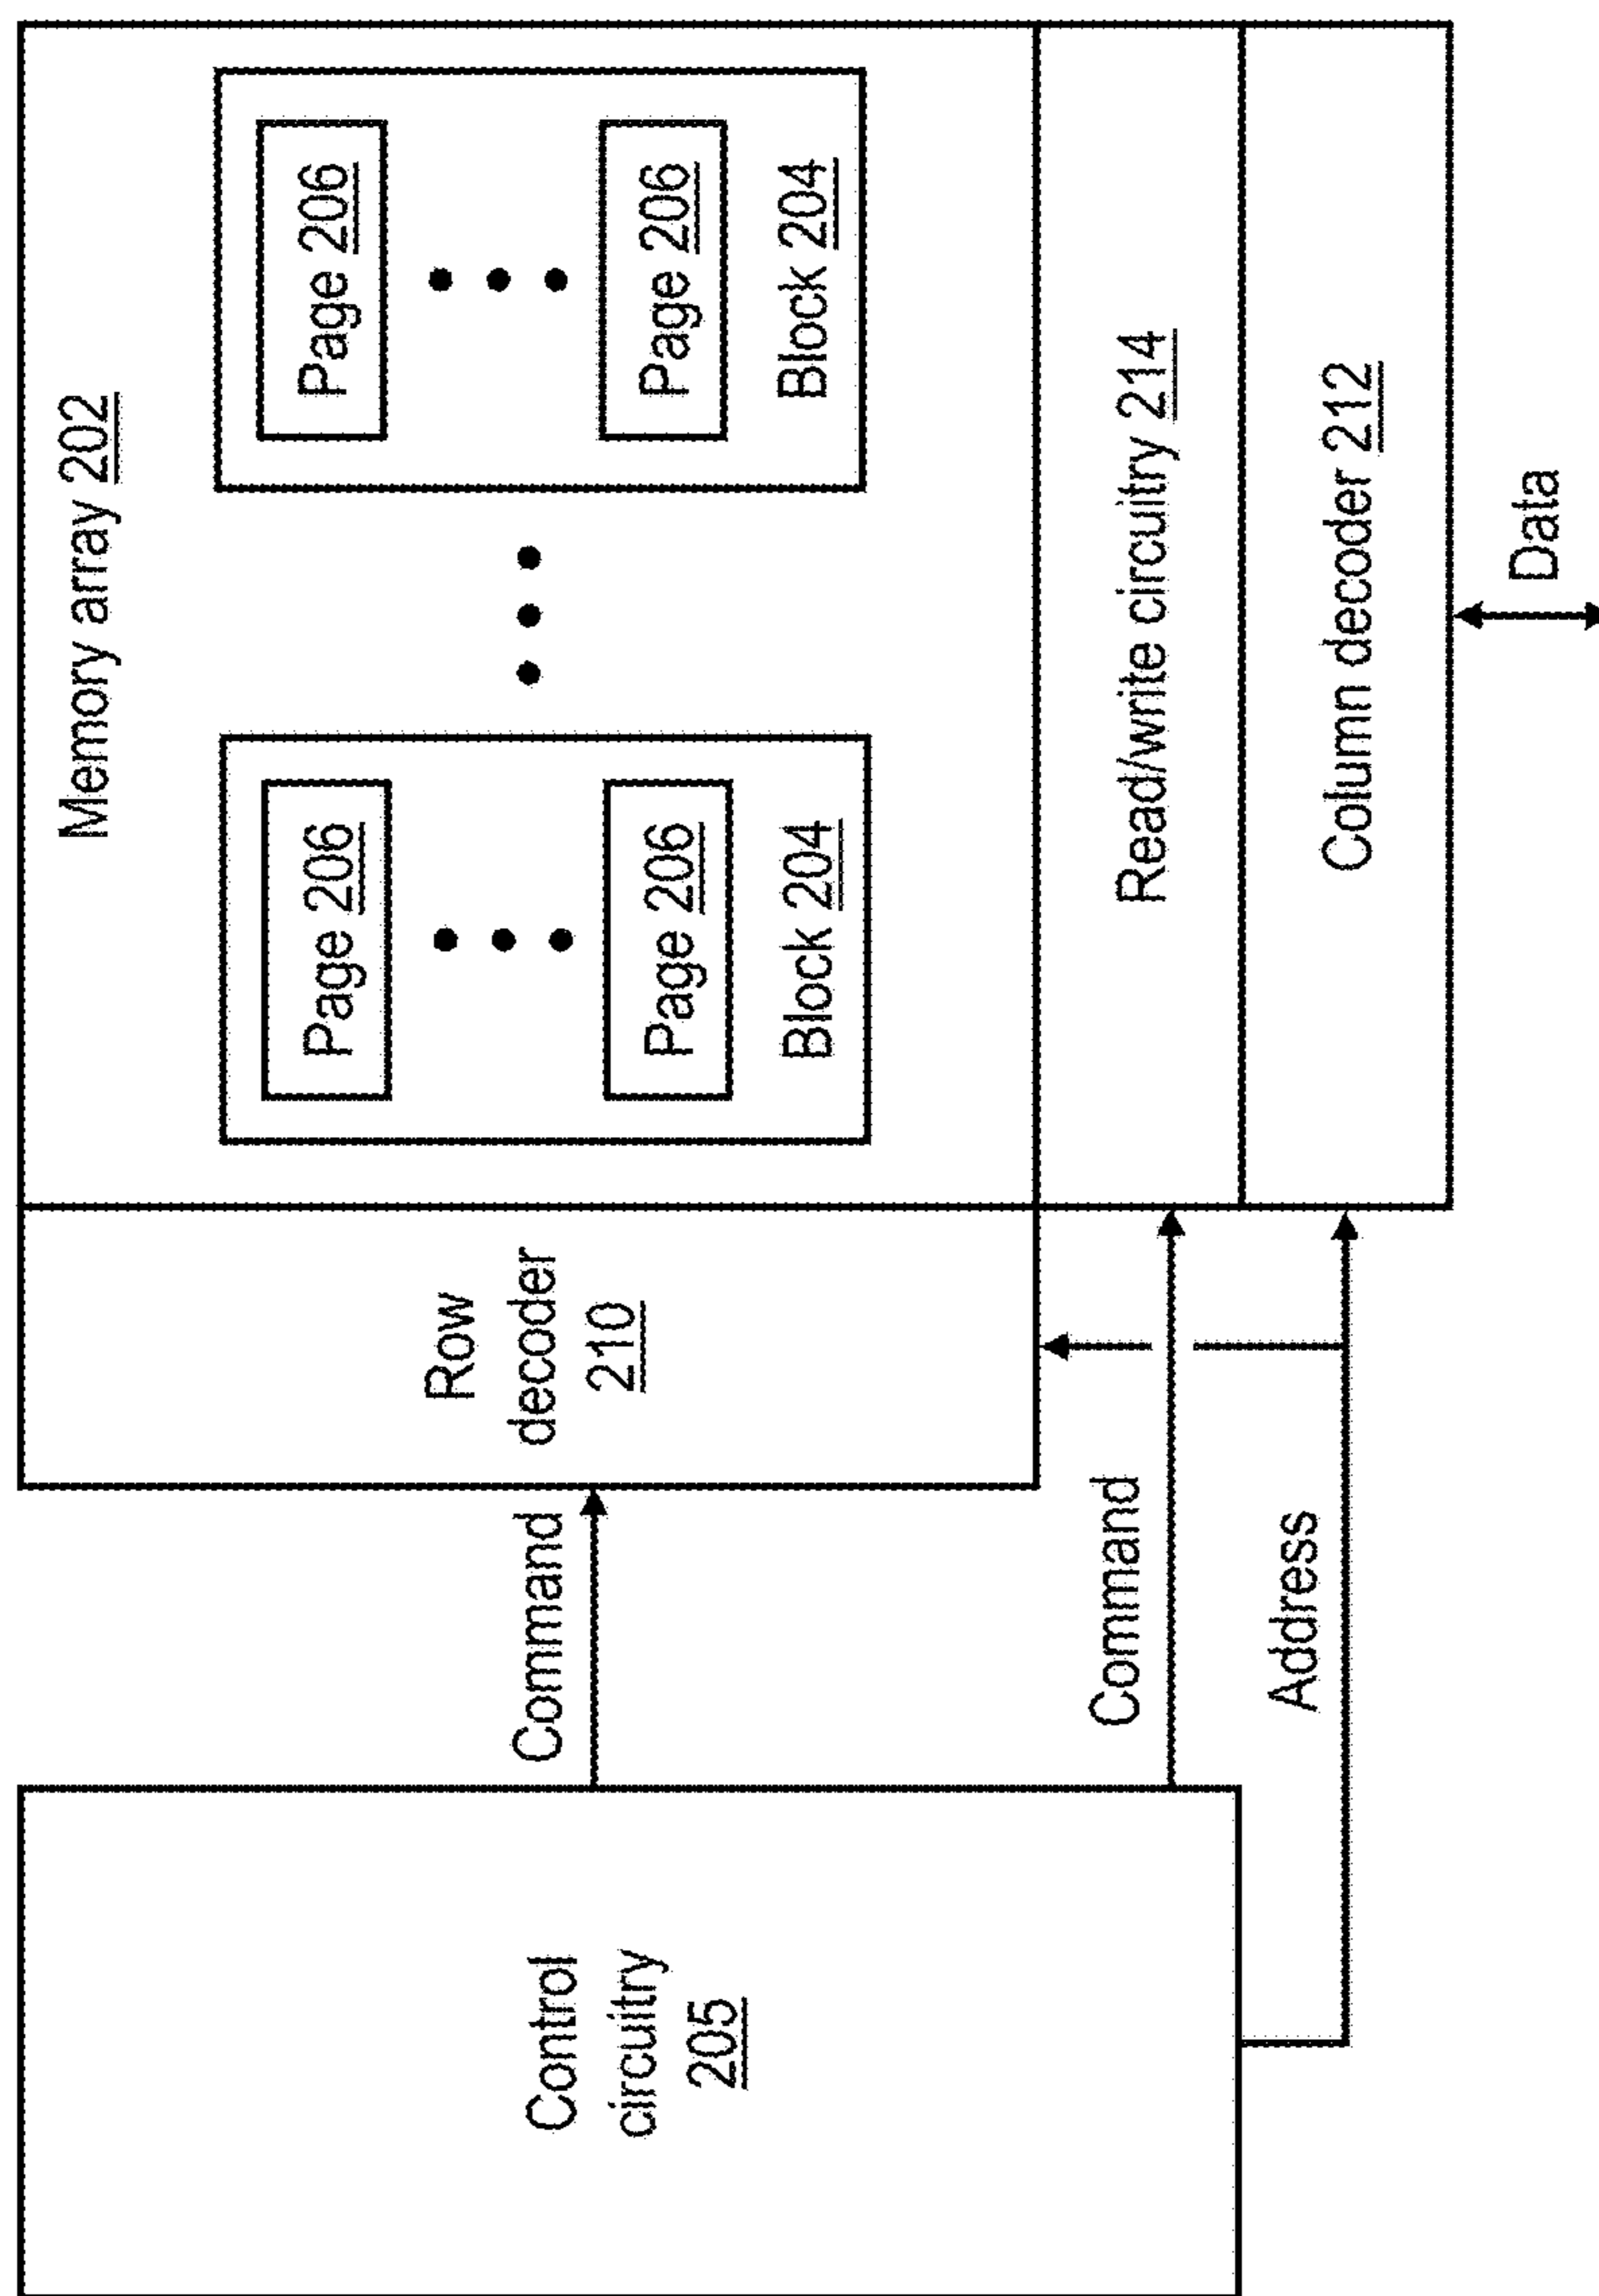 Memory array 202
Page 206
Page 206
Block 204
Page 206
Page 206
Block 204
Control
circuitry
205
Command
Row
decoder
210
Command
Read/write circuitry 214
Address
Column decoder 212
Data